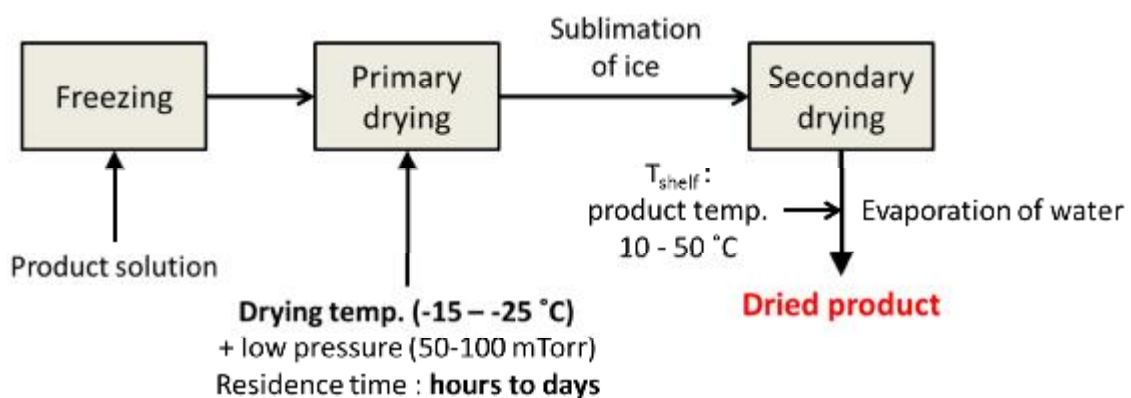 Freezing
Primary
drying
Sublimation
of ice
Secondary
drying
Product solution
Drying temp. (-15 – -25 ˚C)
+ low pressure (50-100 mTorr)
Residence time : hours to days
Tshelf :
product temp.
10 - 50 ˚C
Evaporation of water
Dried product